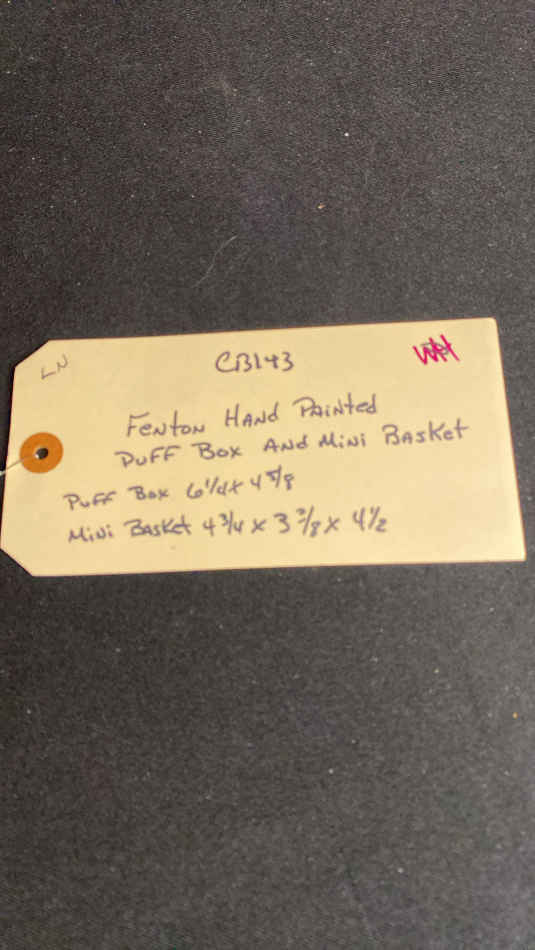 LN
CB143
WH
Fenton Hand Painted
Puff Box And Mini Basket
Puff Box 6 1/4 x 4 5/8
Mini Basket 4 3/4 x 3 3/8 x 4 1/2